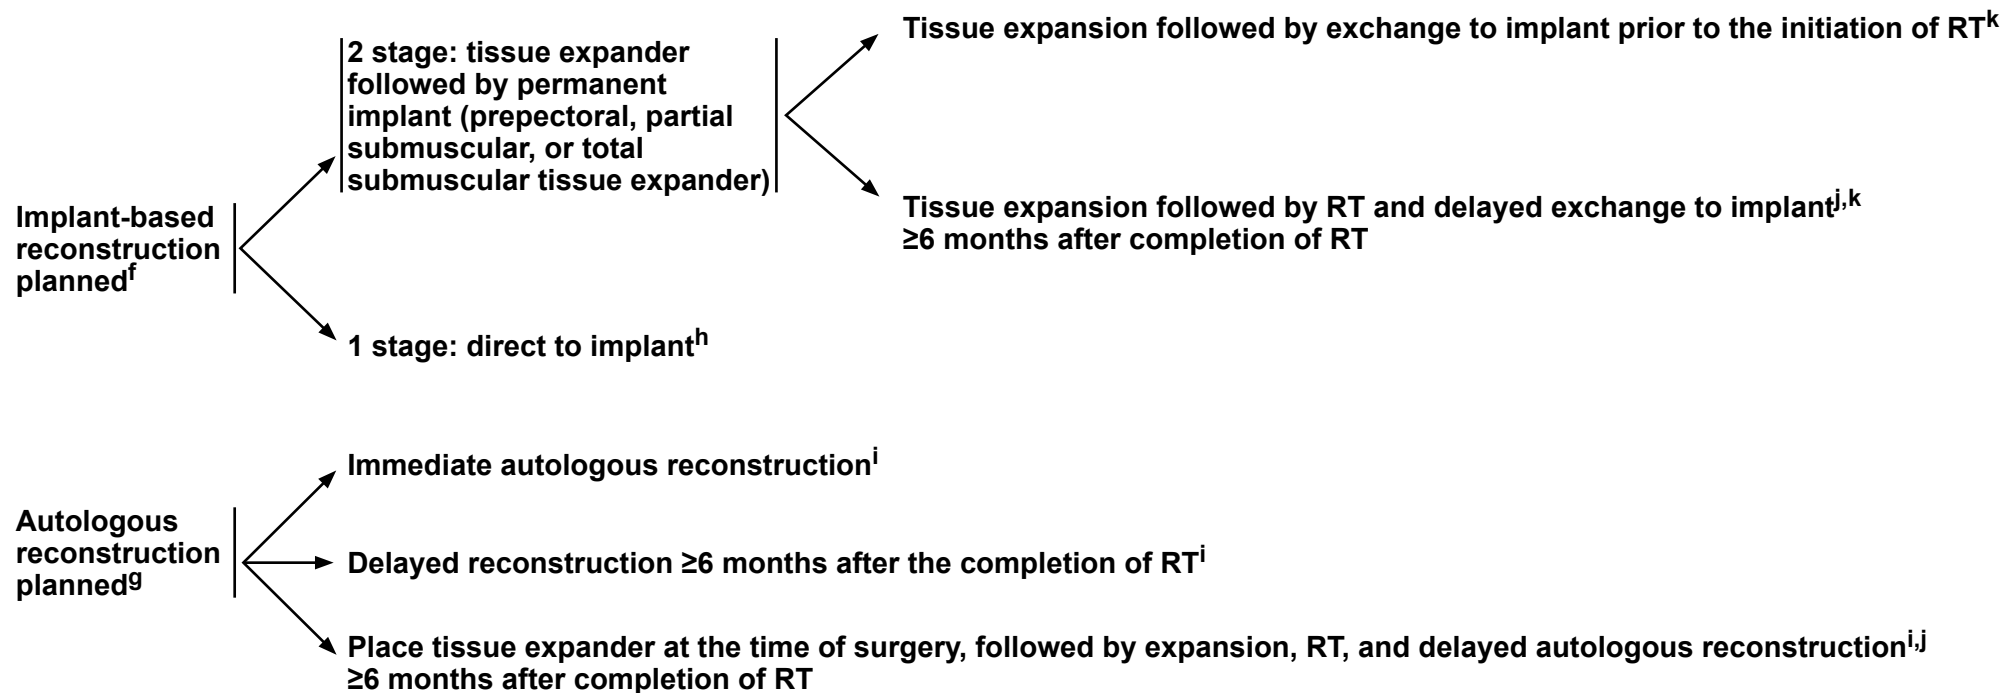 Tissue expansion followed by exchange to implant prior to the initiation of RTᵏ
2 stage: tissue expander
followed by permanent
implant (prepectoral, partial
submuscular, or total
submuscular tissue expander)
Tissue expansion followed by RT and delayed exchange to implantʲ,ᵏ
≥6 months after completion of RT
Implant-based
reconstruction
plannedᶠ
1 stage: direct to implantʰ
Immediate autologous reconstructionⁱ
Autologous
reconstruction
plannedᵍ
Delayed reconstruction ≥6 months after the completion of RTⁱ
Place tissue expander at the time of surgery, followed by expansion, RT, and delayed autologous reconstructionⁱ,ʲ
≥6 months after completion of RT